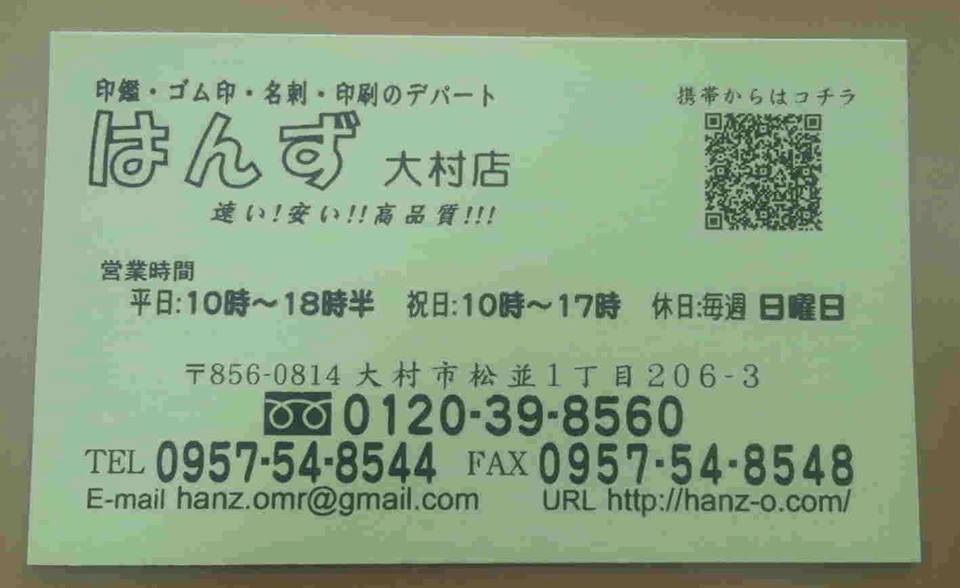 印鑑・ゴム印・名刺・印刷のデパート
はんず 大村店
速い!安い!!高品質!!!
携帯からはコチラ
営業時間
平日:10時～18時半 祝日:10時～17時 休日:毎週 日曜日
〒856-0814 大村市松並1丁目206-3
0120-39-8560
TEL 0957-54-8544 FAX 0957-54-8548
E-mail hanz.omr@gmail.com URL http://hanz-o.com/